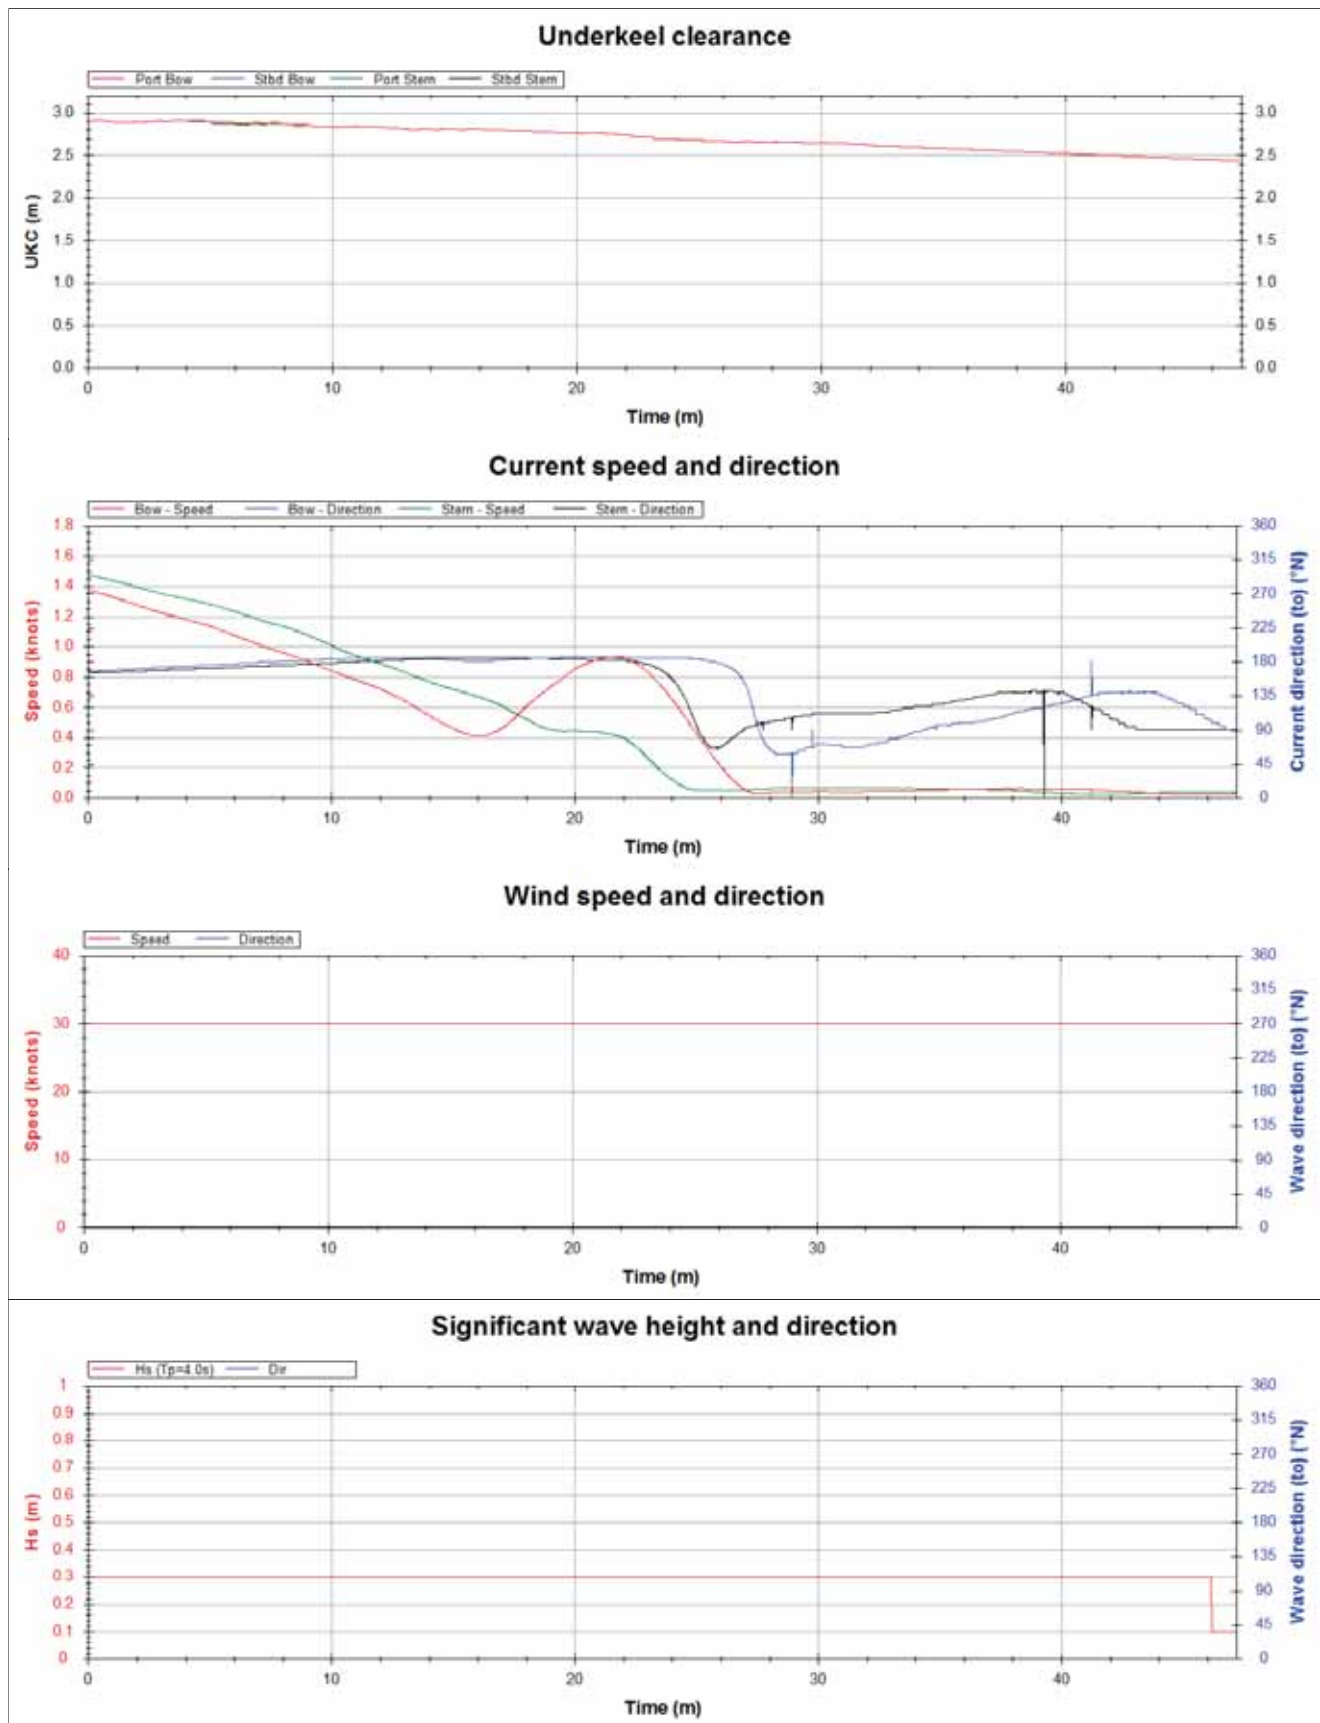 Underkeel clearance
Port Bow Stbd Bow Port Stern Stbd Stern
3.0 3.0
2.5 2.5
2.0 2.0
1.5 1.5
1.0 1.0
0.5 0.5
0.0 0.0
UKC (m)
0 10 20 30 40
Time (m)
Current speed and direction
Bow - Speed Bow - Direction Stern - Speed Stern - Direction
1.8 360
1.6 315
1.4 270
1.2 225
1.0 180
0.8 135
0.6 90
0.4 45
0.2 0
0.0
Speed (knots)
Current direction (to) (°N)
0 10 20 30 40
Time (m)
Wind speed and direction
Speed Direction
40 360
315
30 270
225
20 180
135
10 90
45
0 0
Speed (knots)
Wave direction (to) (°N)
0 10 20 30 40
Time (m)
Significant wave height and direction
Hs (Tp=4.0s) Dir
1 360
0.9 315
0.8 270
0.7 225
0.6 180
0.5 135
0.4 90
0.3 45
0.2 0
0.1
0
Hs (m)
Wave direction (to) (°N)
0 10 20 30 40
Time (m)